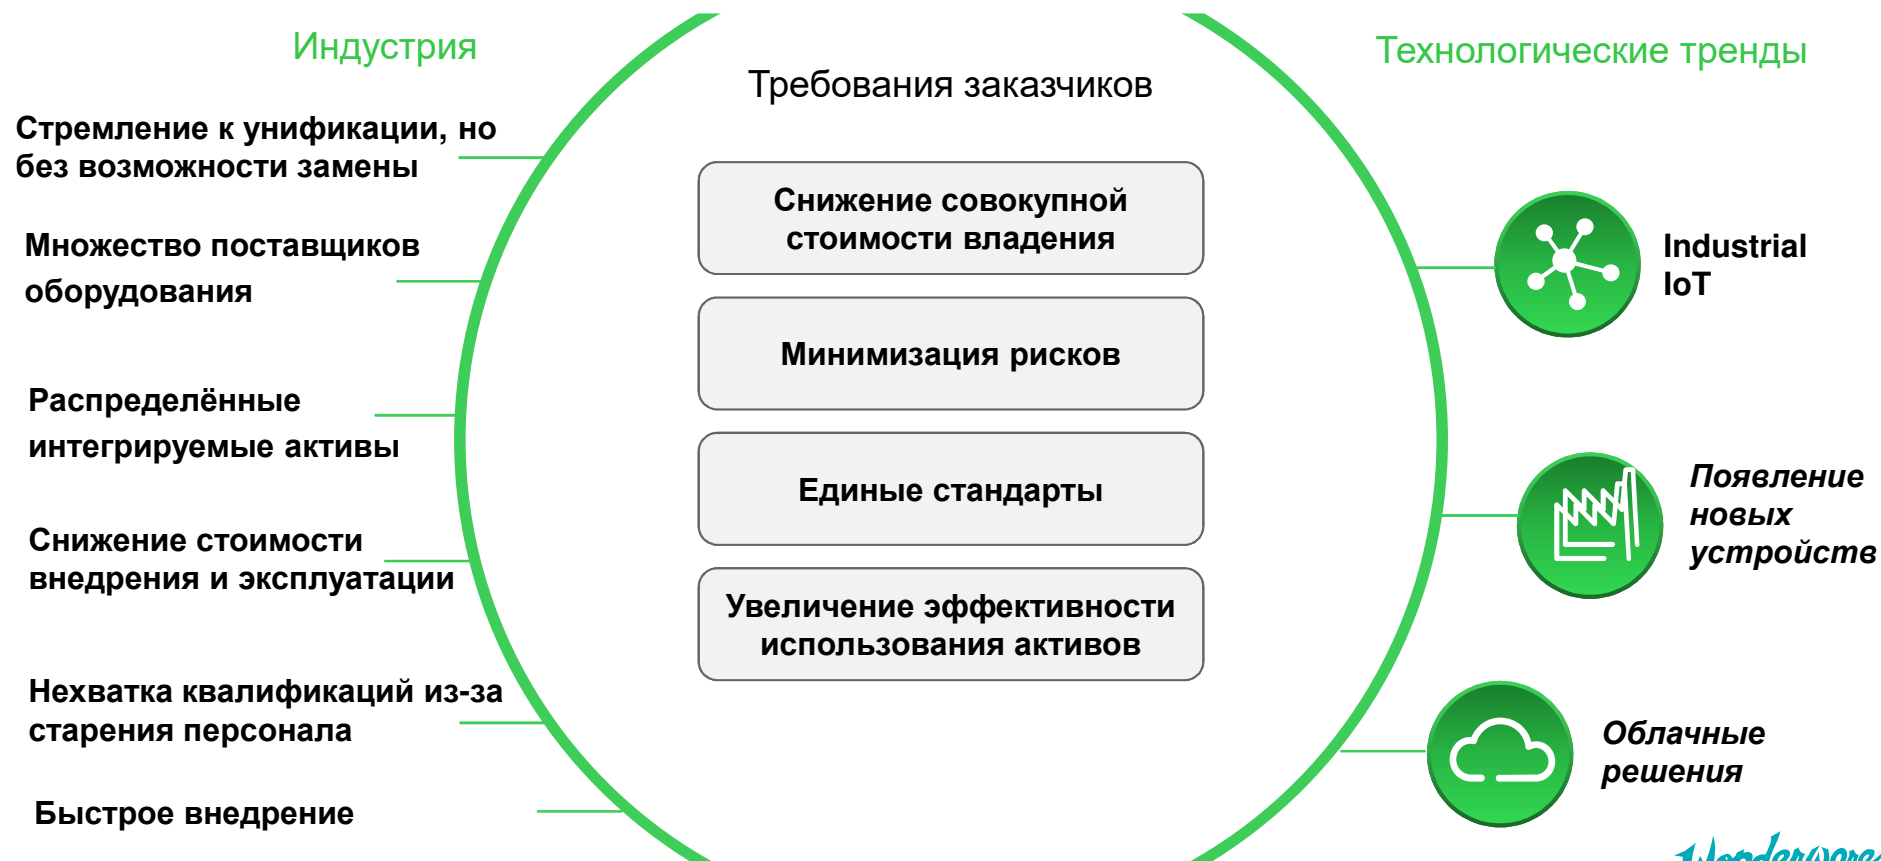 Индустрия
Стремление к унификации, но
без возможности замены
Множество поставщиков
оборудования
Распределённые
интегрируемые активы
Снижение стоимости
внедрения и эксплуатации
Нехватка квалификаций из-за
старения персонала
Быстрое внедрение
Требования заказчиков
Снижение совокупной
стоимости владения
Минимизация рисков
Единые стандарты
Увеличение эффективности
использования активов
Технологические тренды
Industrial
IoT
Появление
новых
устройств
Облачные
решения
Wonderware